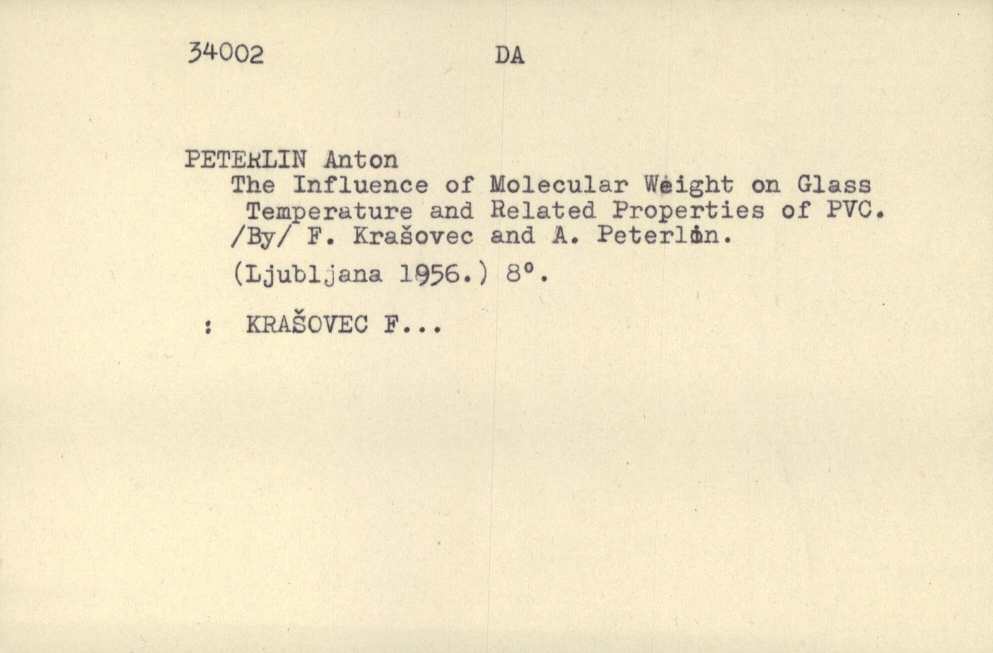 34002 DA
PETERLIN Anton
The Influence of Molecular Weight on Glass
Temperature and Related Properties of PVC.
/By/ F. Krašovec and A. Peterlin.
(Ljubljana 1956.) 8°.
: KRAŠOVEC F...